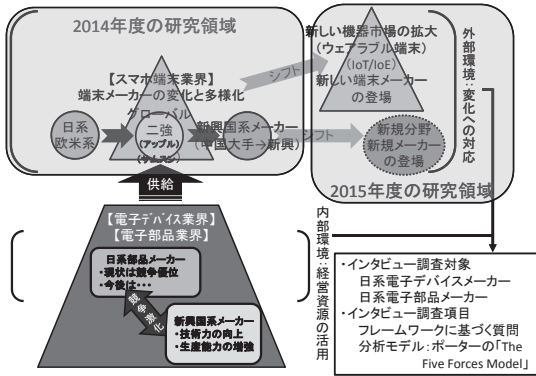 2014年度の研究領域
【スマホ端末業界】
端末メーカーの変化と多様化
グローバル
日系
欧米系
二強
(アップル)
(サムスン)
新興国系メーカー
(中国大手→新興)
シフト
シフト
新しい機器市場の拡大
(ウェアラブル端末)
(IoT/IoE)
新しい端末メーカー
の登場
新規分野
新規メーカー
の登場
2015年度の研究領域
外部環境:変化への対応
供給
【電子デバイス業界】
【電子部品業界】
日系部品メーカー
・現状は競争優位
・今後は・・・
競争激化
新興国系メーカー
・技術力の向上
・生産能力の増強
内部環境:経営資源の活用
・インタビュー調査対象
日系電子デバイスメーカー
日系電子部品メーカー
・インタビュー調査項目
フレームワークに基づく質問
分析モデル:ポーターの「The
Five Forces Model」